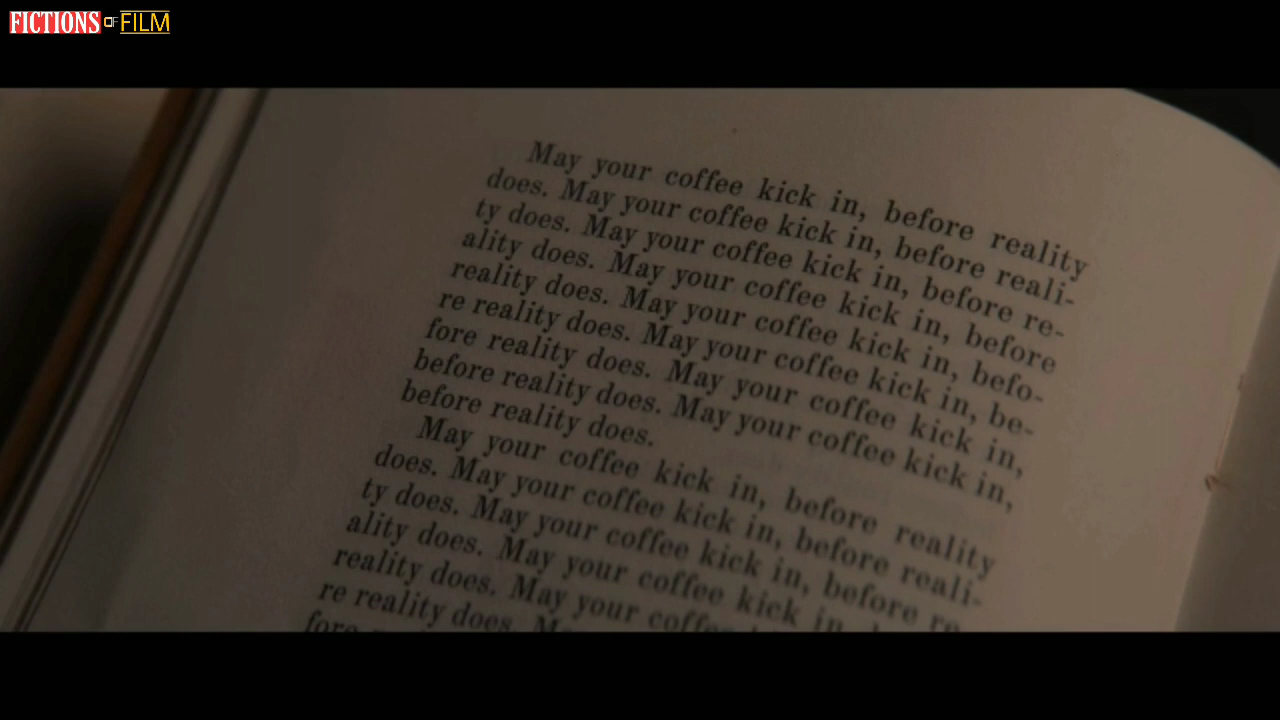 FICTIONS OF FILM
May your coffee kick in, before reality
does. May your coffee kick in, before reali-
ty does. May your coffee kick in, before re-
ality does. May your coffee kick in, before
reality does. May your coffee kick in, befo-
re reality does. May your coffee kick in, be-
fore reality does. May your coffee kick in,
before reality does. May your coffee kick in,
before reality does.
May your coffee kick in, before reality
does. May your coffee kick in, before reali-
ty does. May your coffee kick in, before re-
ality does. May your coffee kick in,
reality does. May your coffee
re reality does.
fore